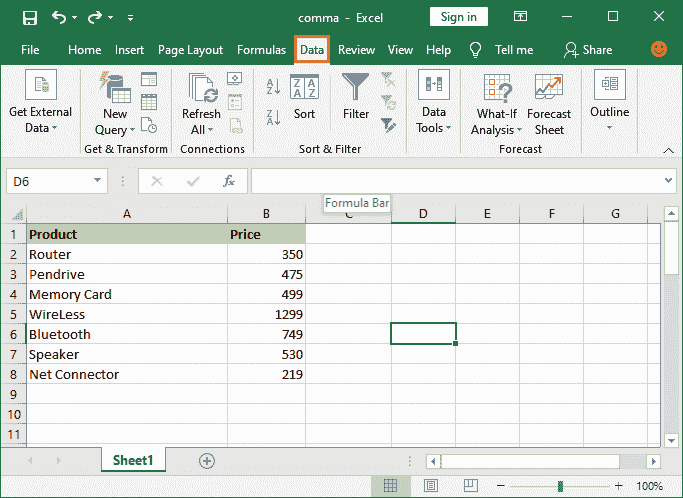 comma - Excel
Sign in
File Home Insert Page Layout Formulas Data Review View Help Tell me Share
Get External Data
New Query
Refresh All
A Z
Z A
Z A A Z
Sort
Filter
Data Tools
What-If Analysis
Forecast Sheet
Outline
Get & Transform Connections Sort & Filter Forecast
D6 fx
Formula Bar
A B C D E F G
1 Product Price
2 Router 350
3 Pendrive 475
4 Memory Card 499
5 WireLess 1299
6 Bluetooth 749
7 Speaker 530
8 Net Connector 219
9
10
11
Sheet1
100%